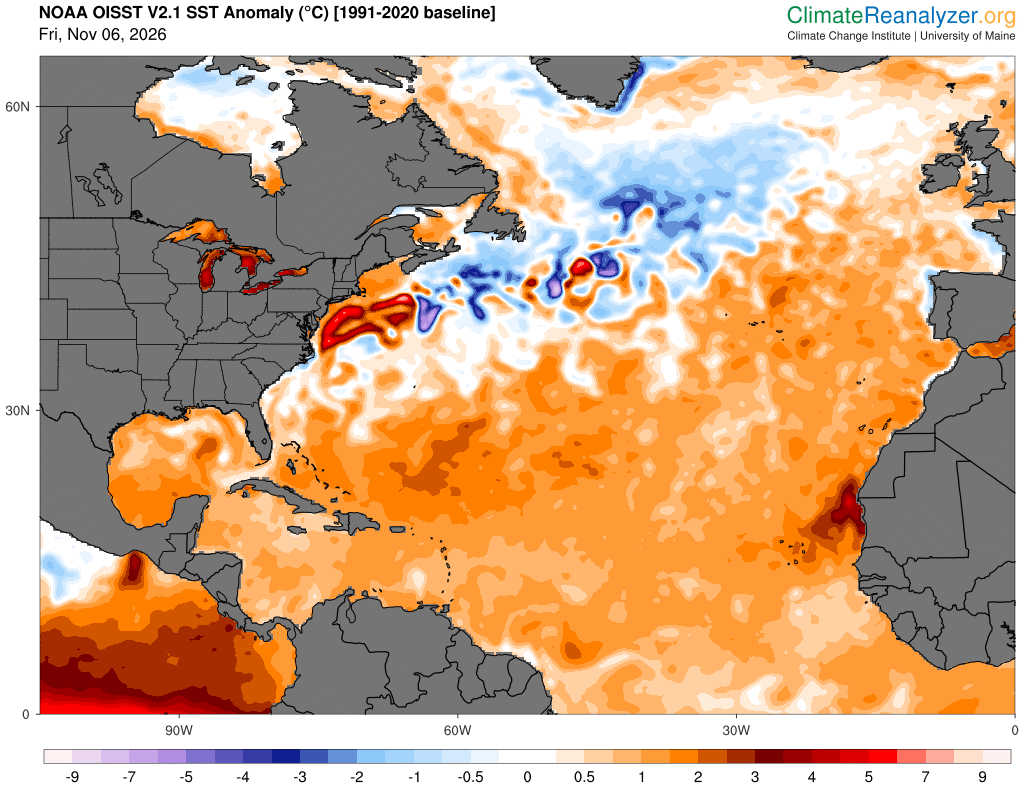 NOAA OISST V2.1 SST Anomaly (°C) [1991-2020 baseline]
Fri, Nov 06, 2026
ClimateReanalyzer.org
Climate Change Institute | University of Maine
60N
30N
0
90W 60W 30W 0
-9 -7 -5 -4 -3 -2 -1 -0.5 0 0.5 1 2 3 4 5 7 9